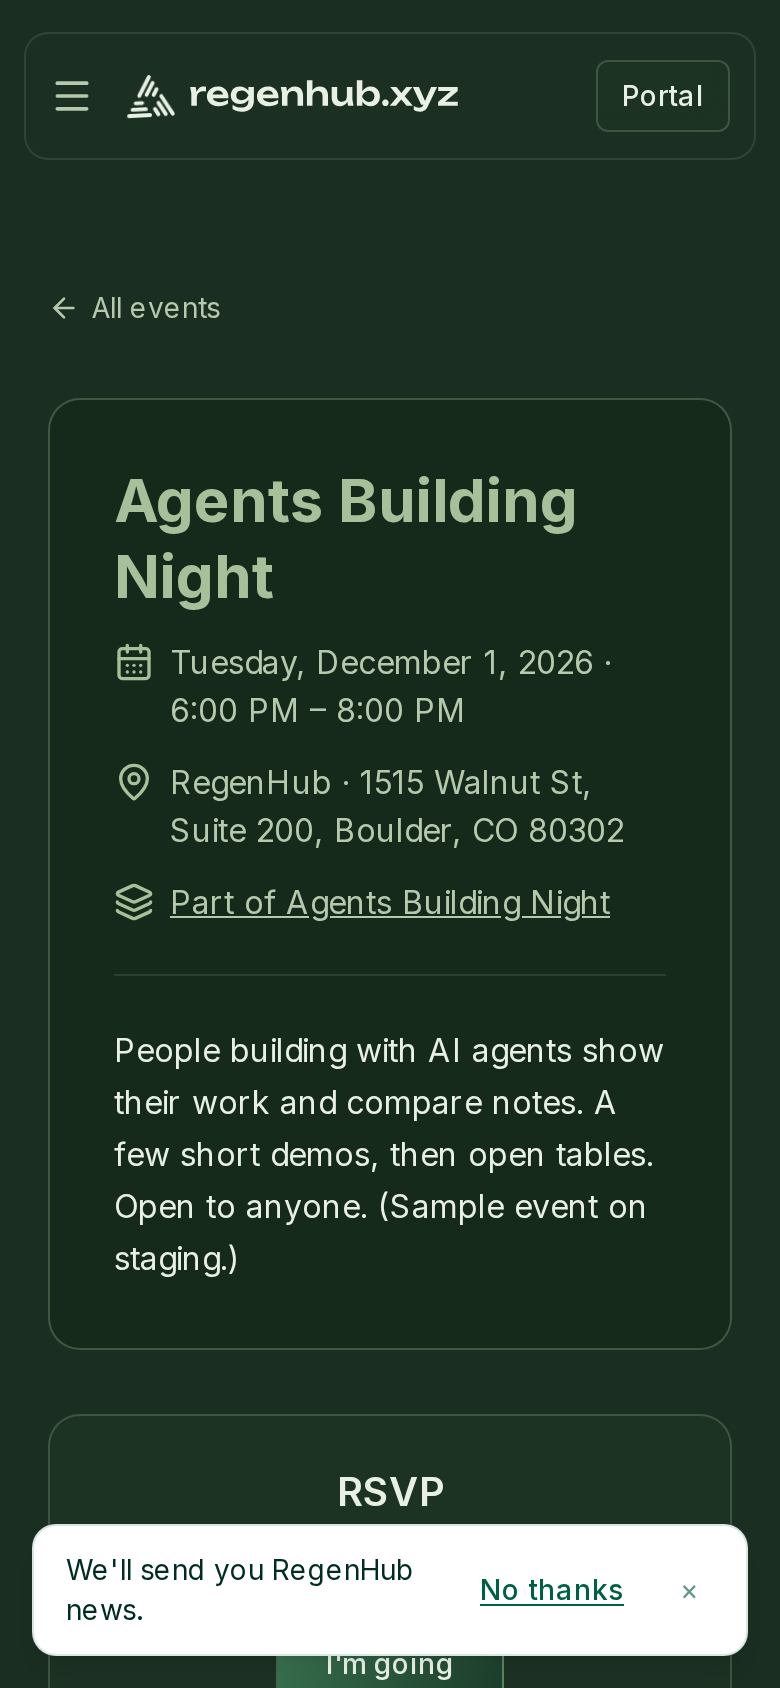 regenhub.xyz
Portal
All events
Agents Building
Night
Tuesday, December 1, 2026 ·
6:00 PM – 8:00 PM
RegenHub · 1515 Walnut St,
Suite 200, Boulder, CO 80302
Part of Agents Building Night
People building with AI agents show
their work and compare notes. A
few short demos, then open tables.
Open to anyone. (Sample event on
staging.)
RSVP
We'll send you RegenHub
news.
No thanks
×
I'm going